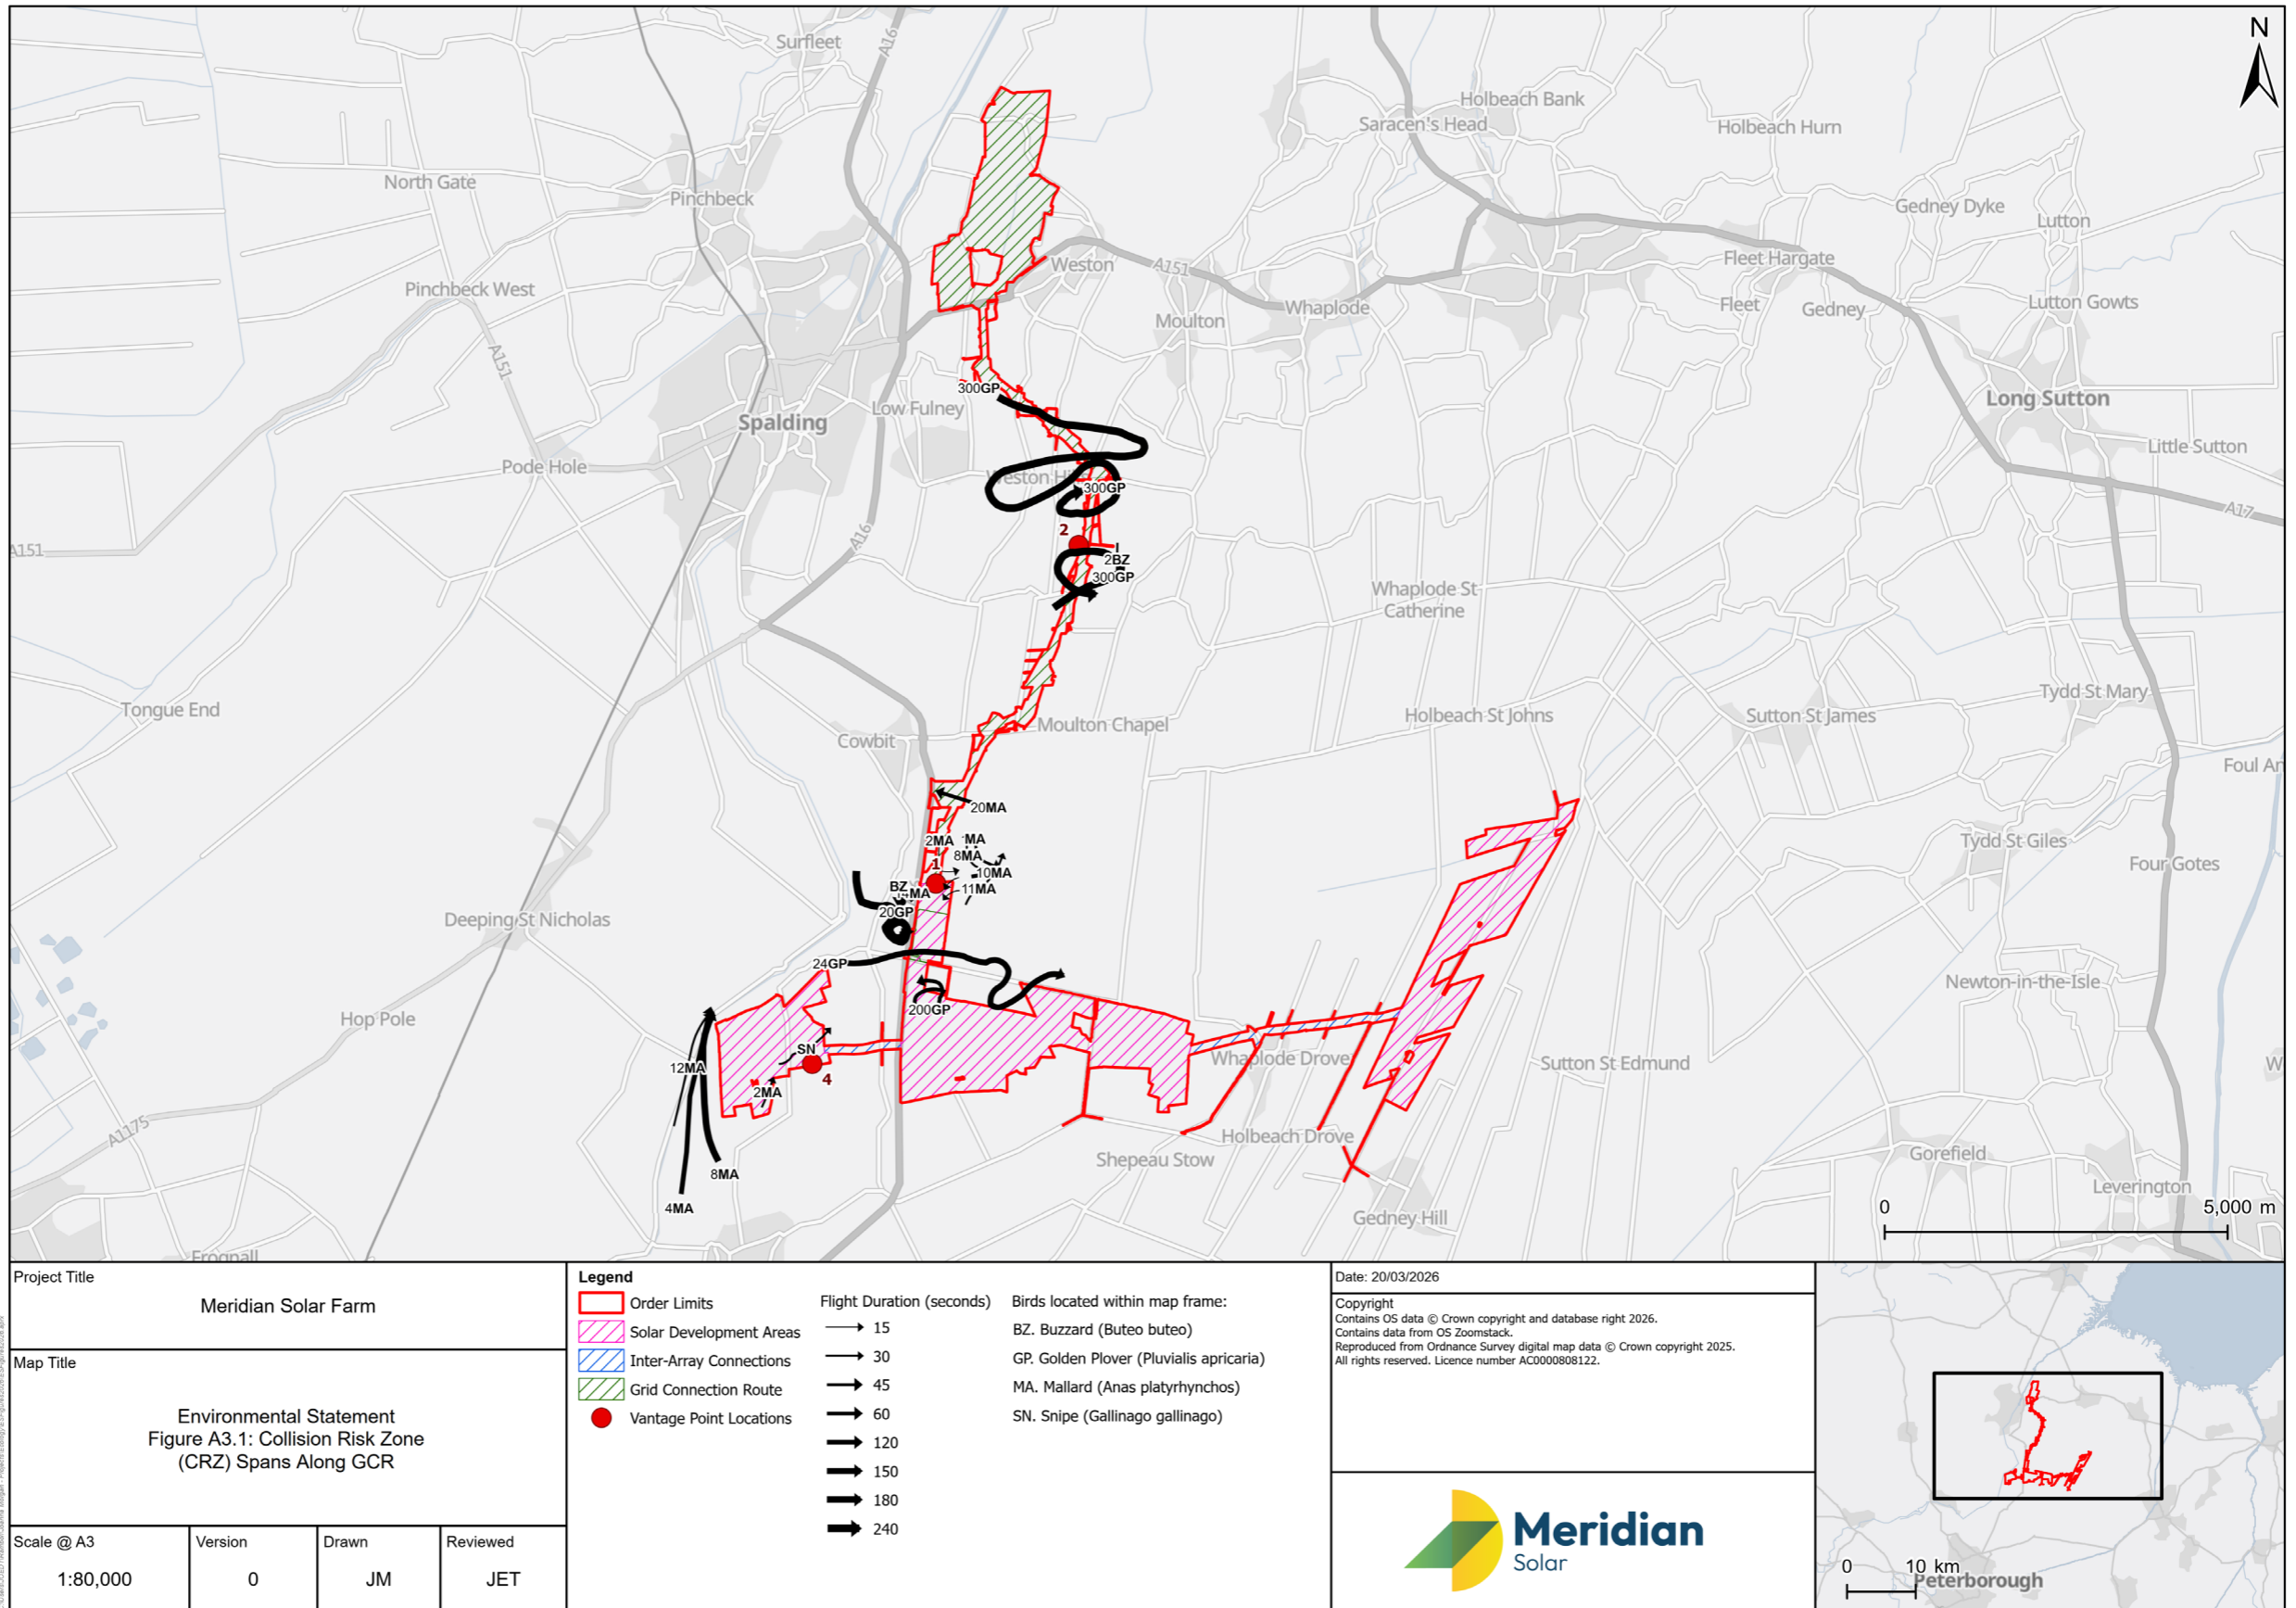 Surfleet
A16
N
Holbeach Bank
Saracen's Head
Holbeach Hurn
North Gate
Pinchbeck
Gedney Dyke
Lutton
Weston
A151
Fleet Hargate
Pinchbeck West
Whaplode
Fleet
Gedney
Lutton Gowts
Moulton
A151
300GP
Low Fulney
Long Sutton
Spalding
Little Sutton
Pode Hole
300GP
A17
2
A16
A151
2BZ
300GP
Whaplode St
Catherine
Tydd St Mary
Tongue End
Holbeach St Johns
Sutton St James
Moulton Chapel
Cowbit
20MA
2MA
MA
8MA
1
10MA
11MA
BZ
4MA
20GP
Tydd St Giles
Four Gotes
Deeping St Nicholas
24GP
Newton-in-the-Isle
200GP
Hop Pole
SN
Whaplode Drove
Sutton St Edmund
12MA
4
2MA
A1175
Holbeach Drove
Shepeau Stow
Gorefield
8MA
Leverington
4MA
Gedney Hill
0 5,000 m
Frognall
Project Title
Meridian Solar Farm
Map Title
Environmental Statement
Figure A3.1: Collision Risk Zone
(CRZ) Spans Along GCR
Scale @ A3
1:80,000
Version
0
Drawn
JM
Reviewed
JET
Legend
Order Limits
Solar Development Areas
Inter-Array Connections
Grid Connection Route
Vantage Point Locations
Flight Duration (seconds)
15
30
45
60
120
150
180
240
Birds located within map frame:
BZ. Buzzard (Buteo buteo)
GP. Golden Plover (Pluvialis apricaria)
MA. Mallard (Anas platyrhynchos)
SN. Snipe (Gallinago gallinago)
Date: 20/03/2026
Copyright
Contains OS data © Crown copyright and database right 2026.
Contains data from OS Zoomstack.
Reproduced from Ordnance Survey digital map data © Crown copyright 2025.
All rights reserved. Licence number AC0000808122.
Meridian
Solar
0 10 km
Peterborough